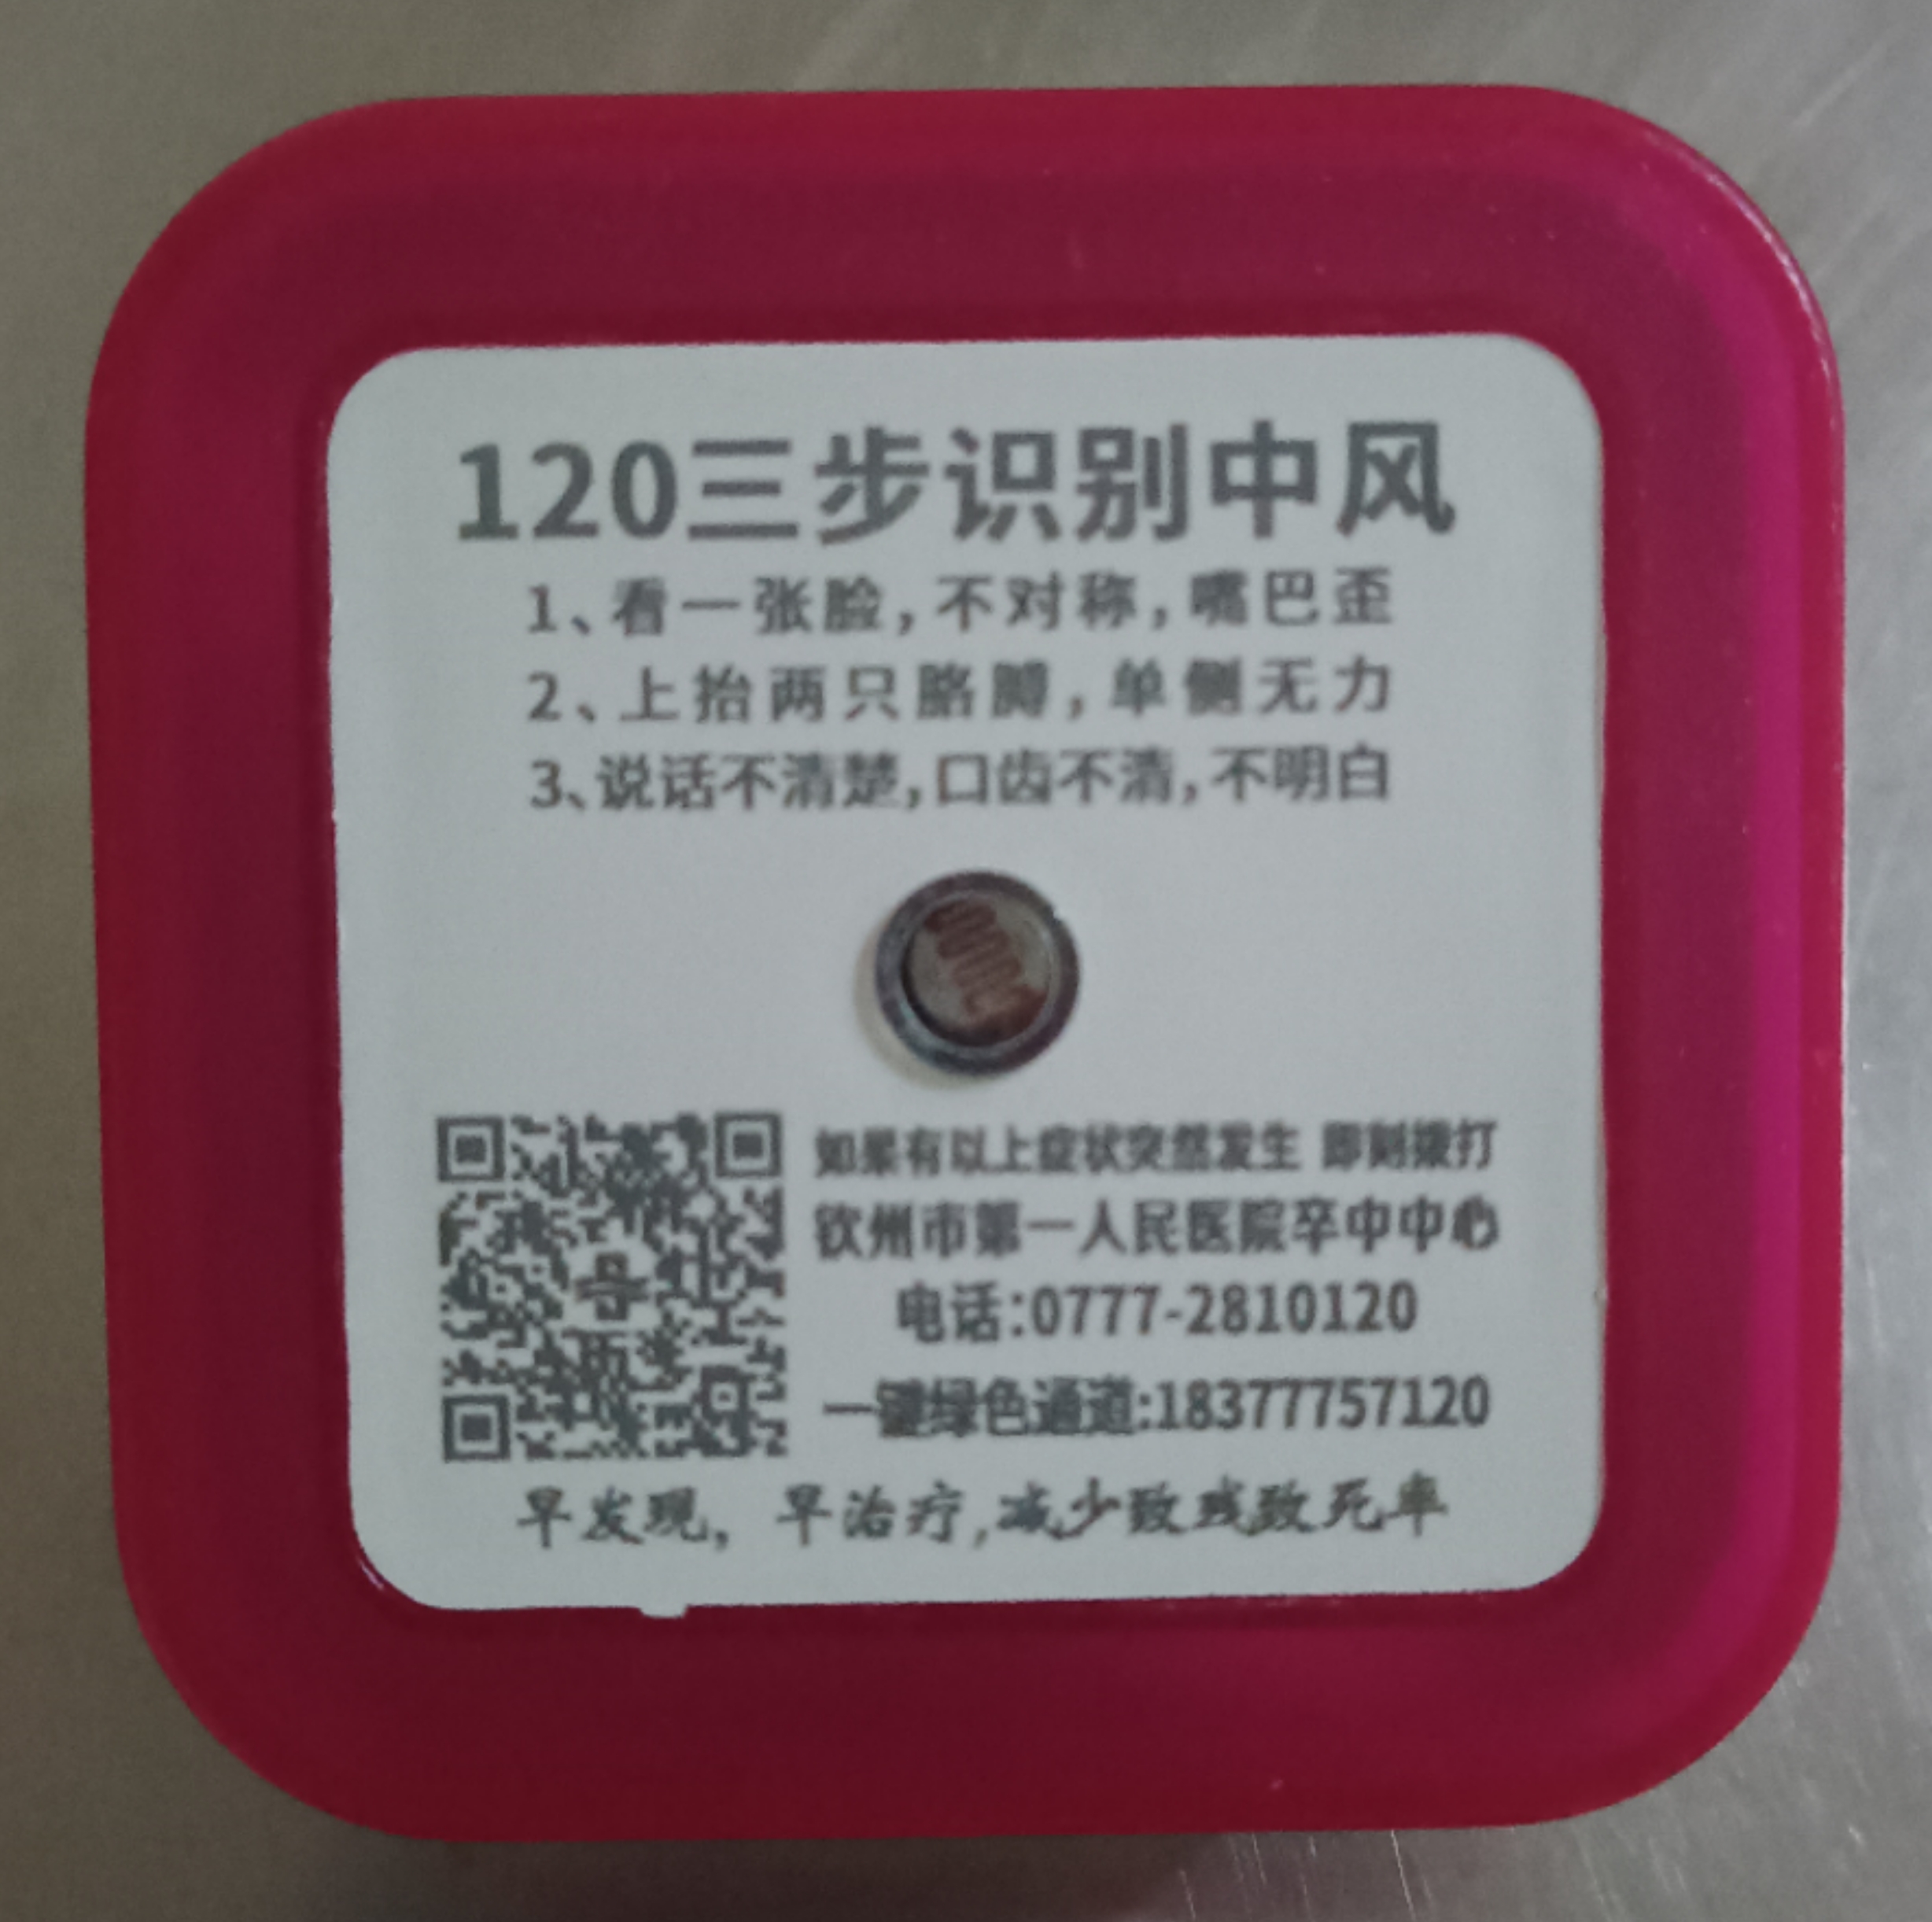 120三步识别中风
1、看一张脸,不对称,嘴巴歪
2、上抬两只胳膊,单侧无力
3、说话不清楚,口齿不清,不明白
如果有以上症状突然发生 即刻拨打
钦州市第一人民医院卒中中心
电话:0777-2810120
一键绿色通道:18377757120
早发现，早治疗,减少致残致死率